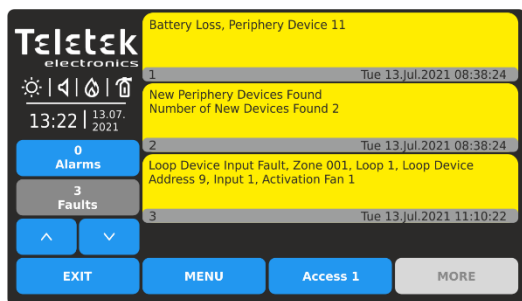 Teletek
electronics
13:22
13.07.
2021
0
Alarms
3
Faults
Battery Loss, Periphery Device 11
1 Tue 13.Jul.2021 08:38:24
New Periphery Devices Found
Number of New Devices Found 2
2 Tue 13.Jul.2021 08:38:24
Loop Device Input Fault, Zone 001, Loop 1, Loop Device
Address 9, Input 1, Activation Fan 1
3 Tue 13.Jul.2021 11:10:22
EXIT MENU Access 1 MORE